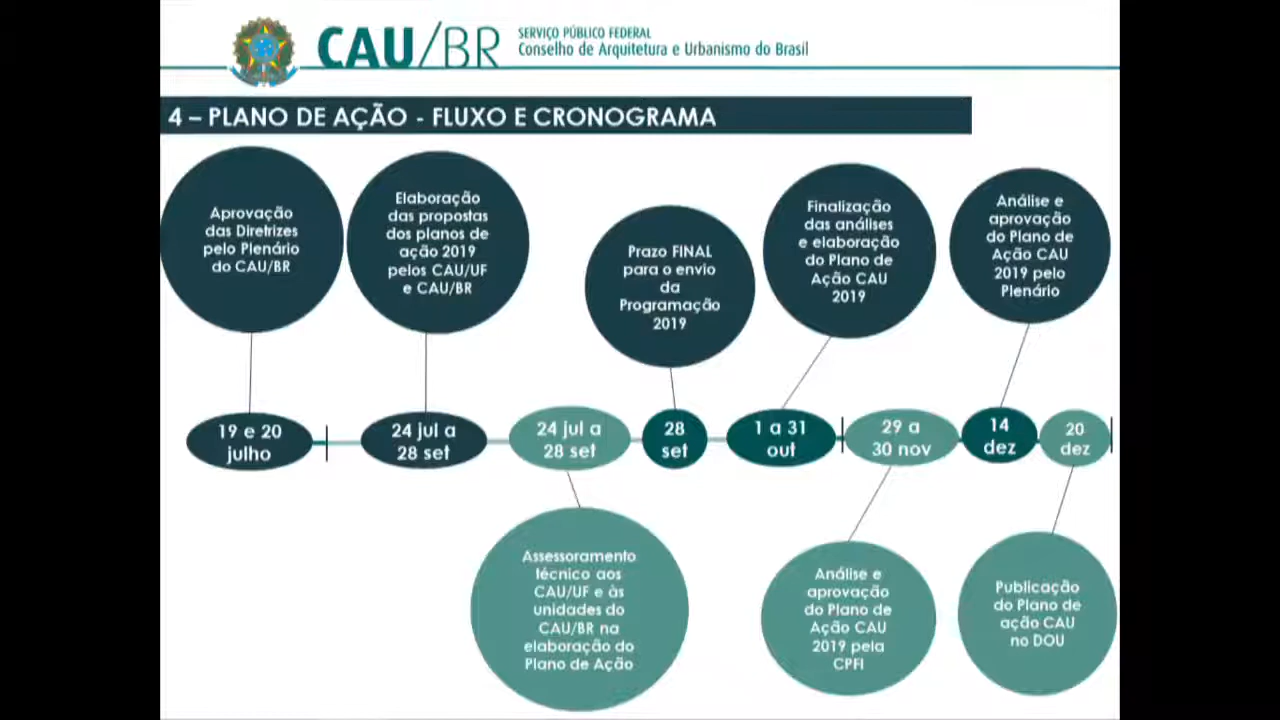 CAU/BR
SERVIÇO PÚBLICO FEDERAL
Conselho de Arquitetura e Urbanismo do Brasil
4 – PLANO DE AÇÃO - FLUXO E CRONOGRAMA
Aprovação
das Diretrizes
pelo Plenário
do CAU/BR
Elaboração
das propostas
dos planos de
ação 2019
pelos CAU/UF
e CAU/BR
Prazo FINAL
para o envio
da
Programação
2019
Finalização
das análises
e elaboração
do Plano de
Ação CAU
2019
Análise e
aprovação
do Plano de
Ação CAU
2019 pelo
Plenário
19 e 20
julho
24 jul a
28 set
24 jul a
28 set
28
set
1 a 31
out
29 a
30 nov
14
dez
20
dez
Assessoramento
técnico aos
CAU/UF e às
unidades do
CAU/BR na
elaboração do
Plano de Ação
Análise e
aprovação
do Plano de
Ação CAU
2019 pela
CPFI
Publicação
do Plano de
ação CAU
no DOU